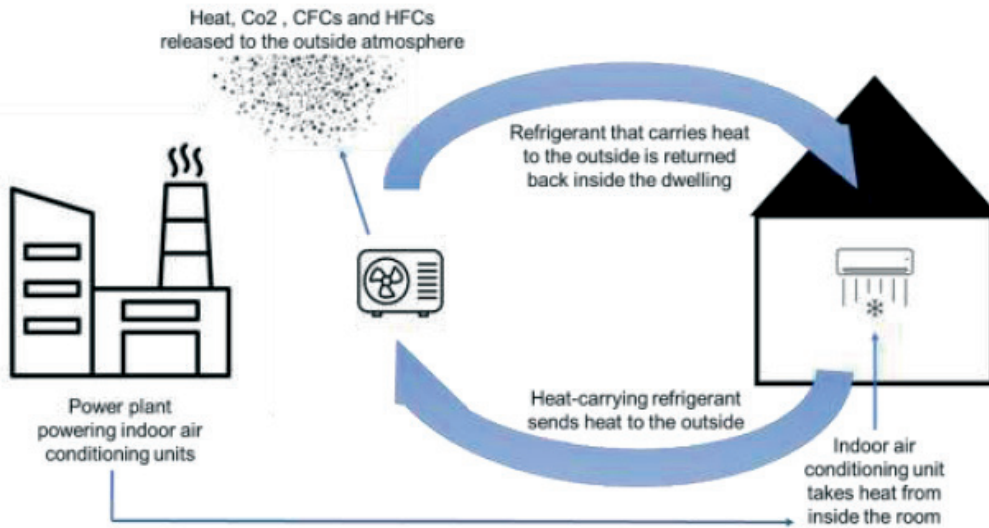 Heat, Co2 , CFCs and HFCs
released to the outside atmosphere
Refrigerant that carries heat
to the outside is returned
back inside the dwelling
Heat-carrying refrigerant
sends heat to the outside
Power plant
powering indoor air
conditioning units
Indoor air
conditioning unit
takes heat from
inside the room